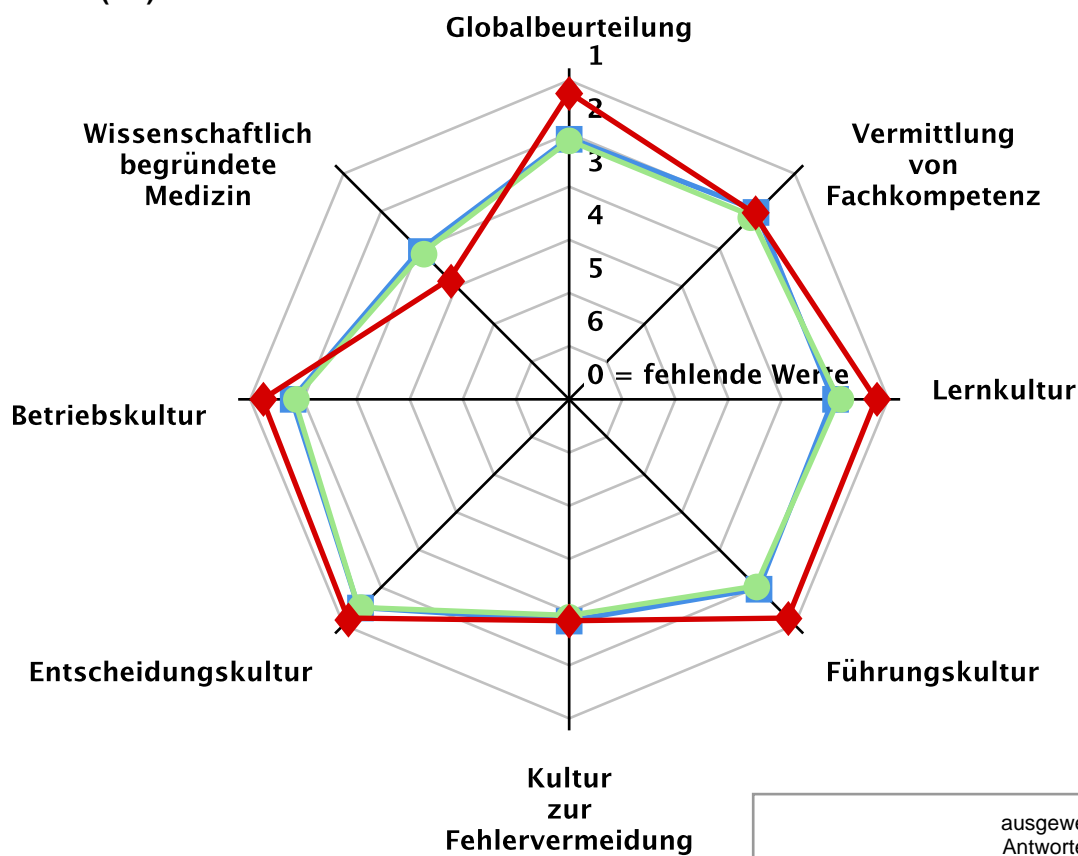 Globalbeurteilung
1
2
3
4
5
6
0 = fehlende Werte
Vermittlung
von
Fachkompetenz
Lernkultur
Führungskultur
Kultur
zur
Fehlervermeidung
Entscheidungskultur
Betriebskultur
Wissenschaftlich
begründete
Medizin